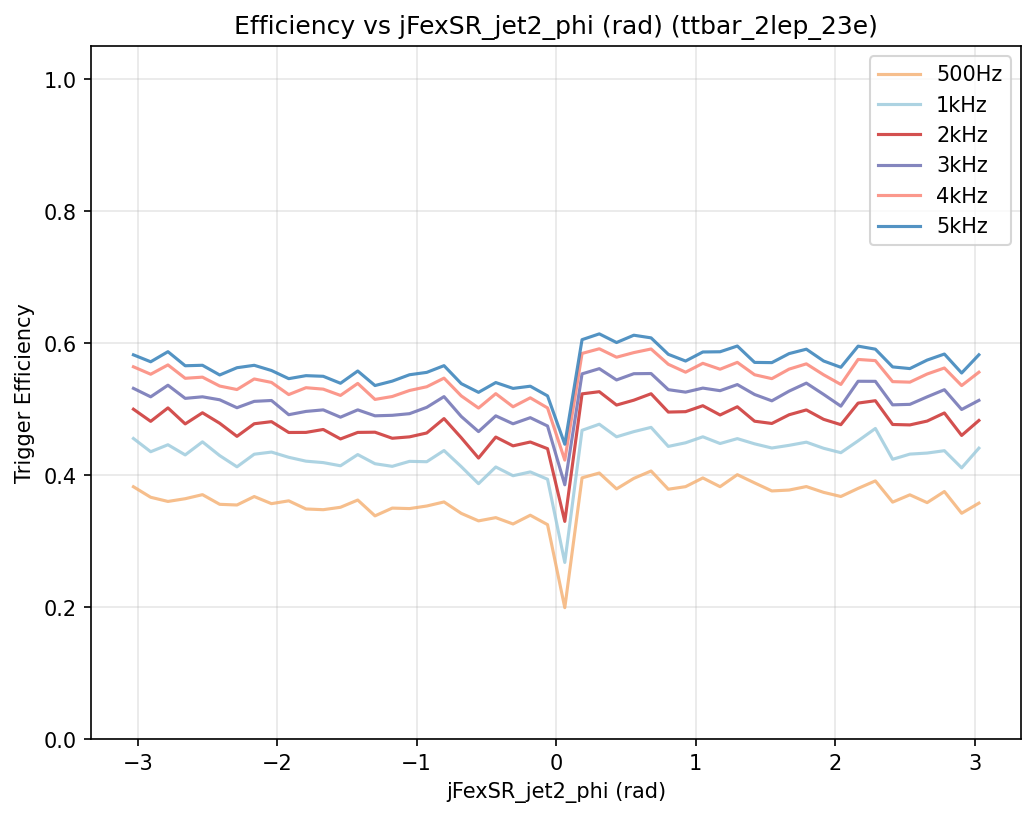 Efficiency vs jFexSR_jet2_phi (rad) (ttbar_2lep_23e)
500Hz
1kHz
2kHz
3kHz
4kHz
5kHz
Trigger Efficiency
1.0
0.8
0.6
0.4
0.2
0.0
−3
−2
−1
0
1
2
3
jFexSR_jet2_phi (rad)